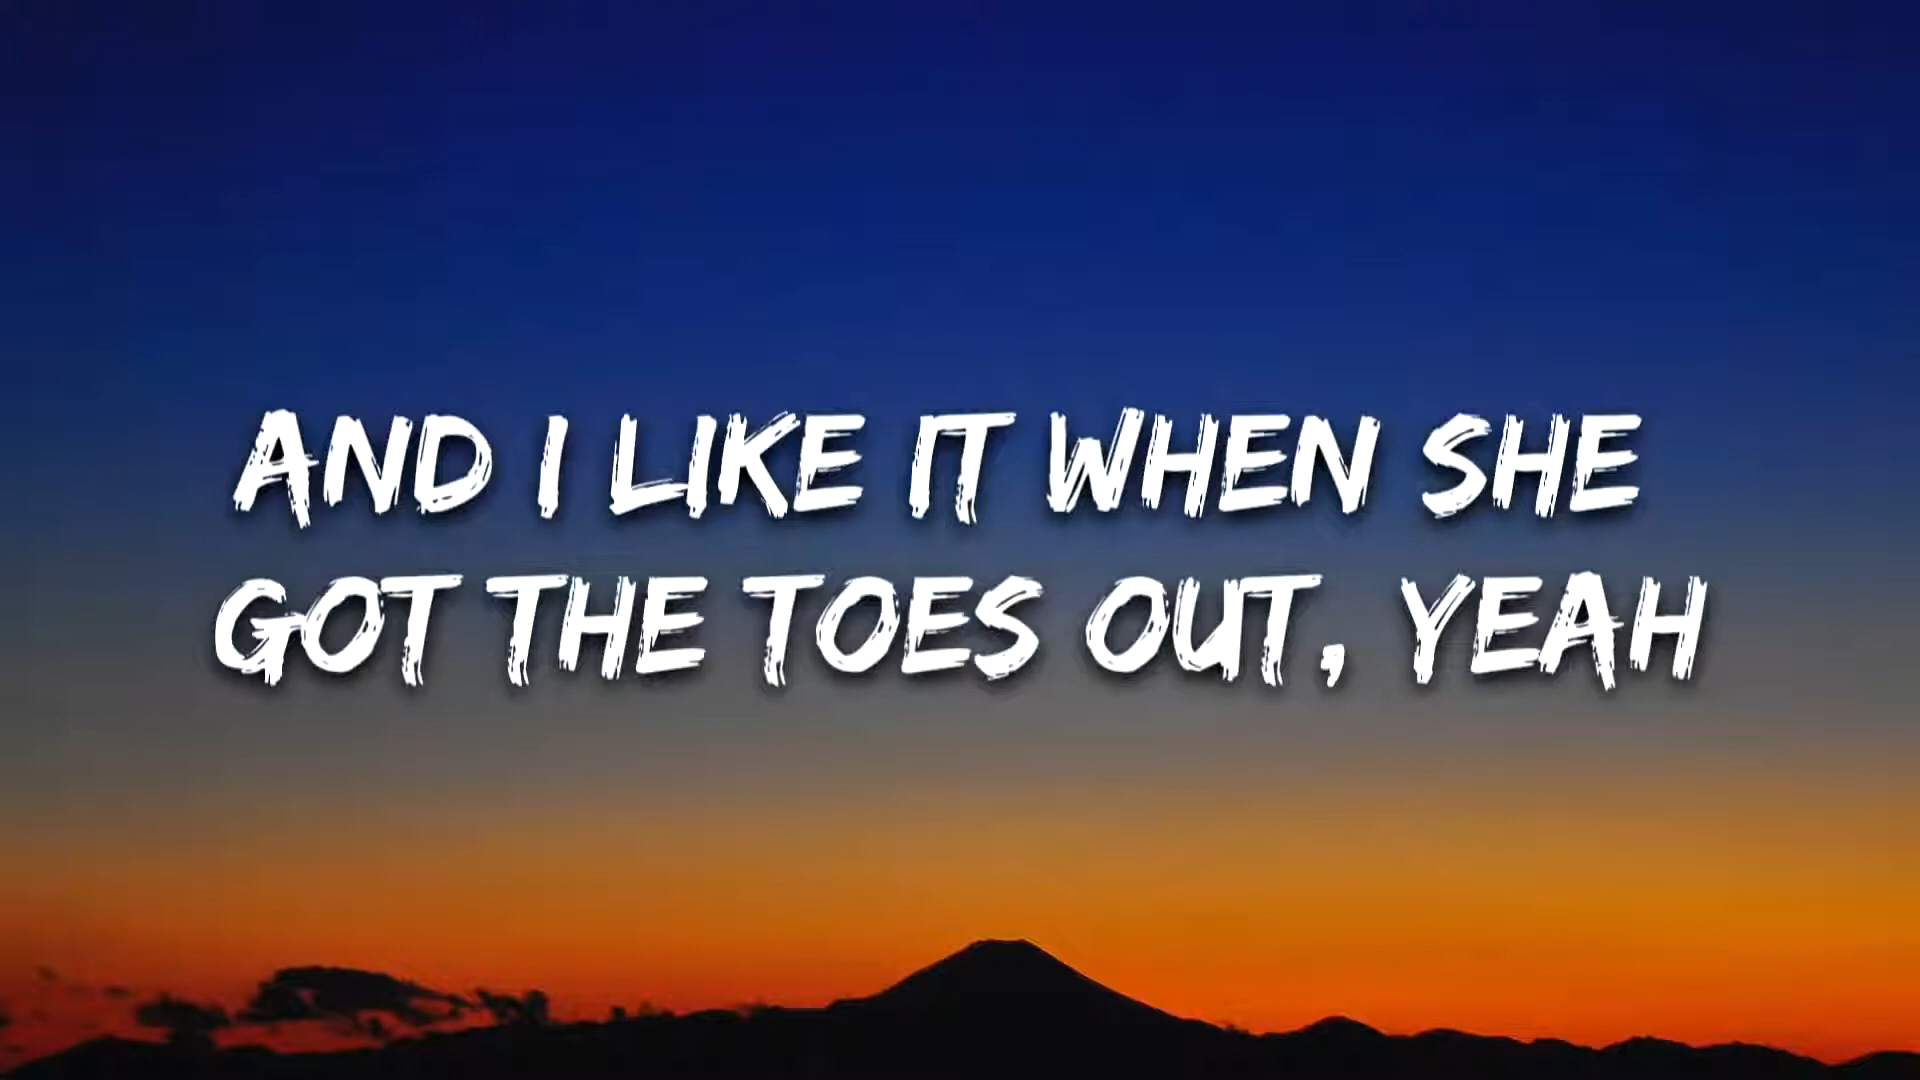 AND I LIKE IT WHEN SHE
GOT THE TOES OUT, YEAH